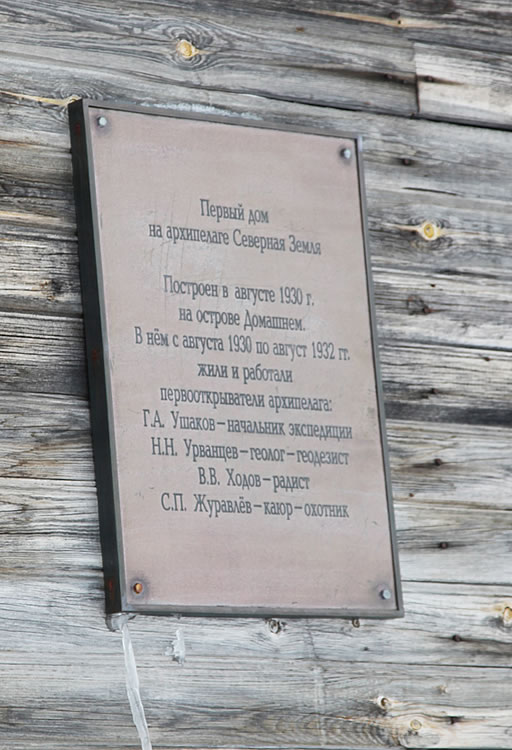 Первый дом
на архипелаге Северная Земля
Построен в августе 1930 г.
на острове Домашнем.
В нём с августа 1930 по август 1932 гг.
жили и работали
первооткрыватели архипелага:
Г.А. Ушаков – начальник экспедиции
Н.Н. Урванцев – геолог – геодезист
В.В. Ходов – радист
С.П. Журавлёв – каюр – охотник